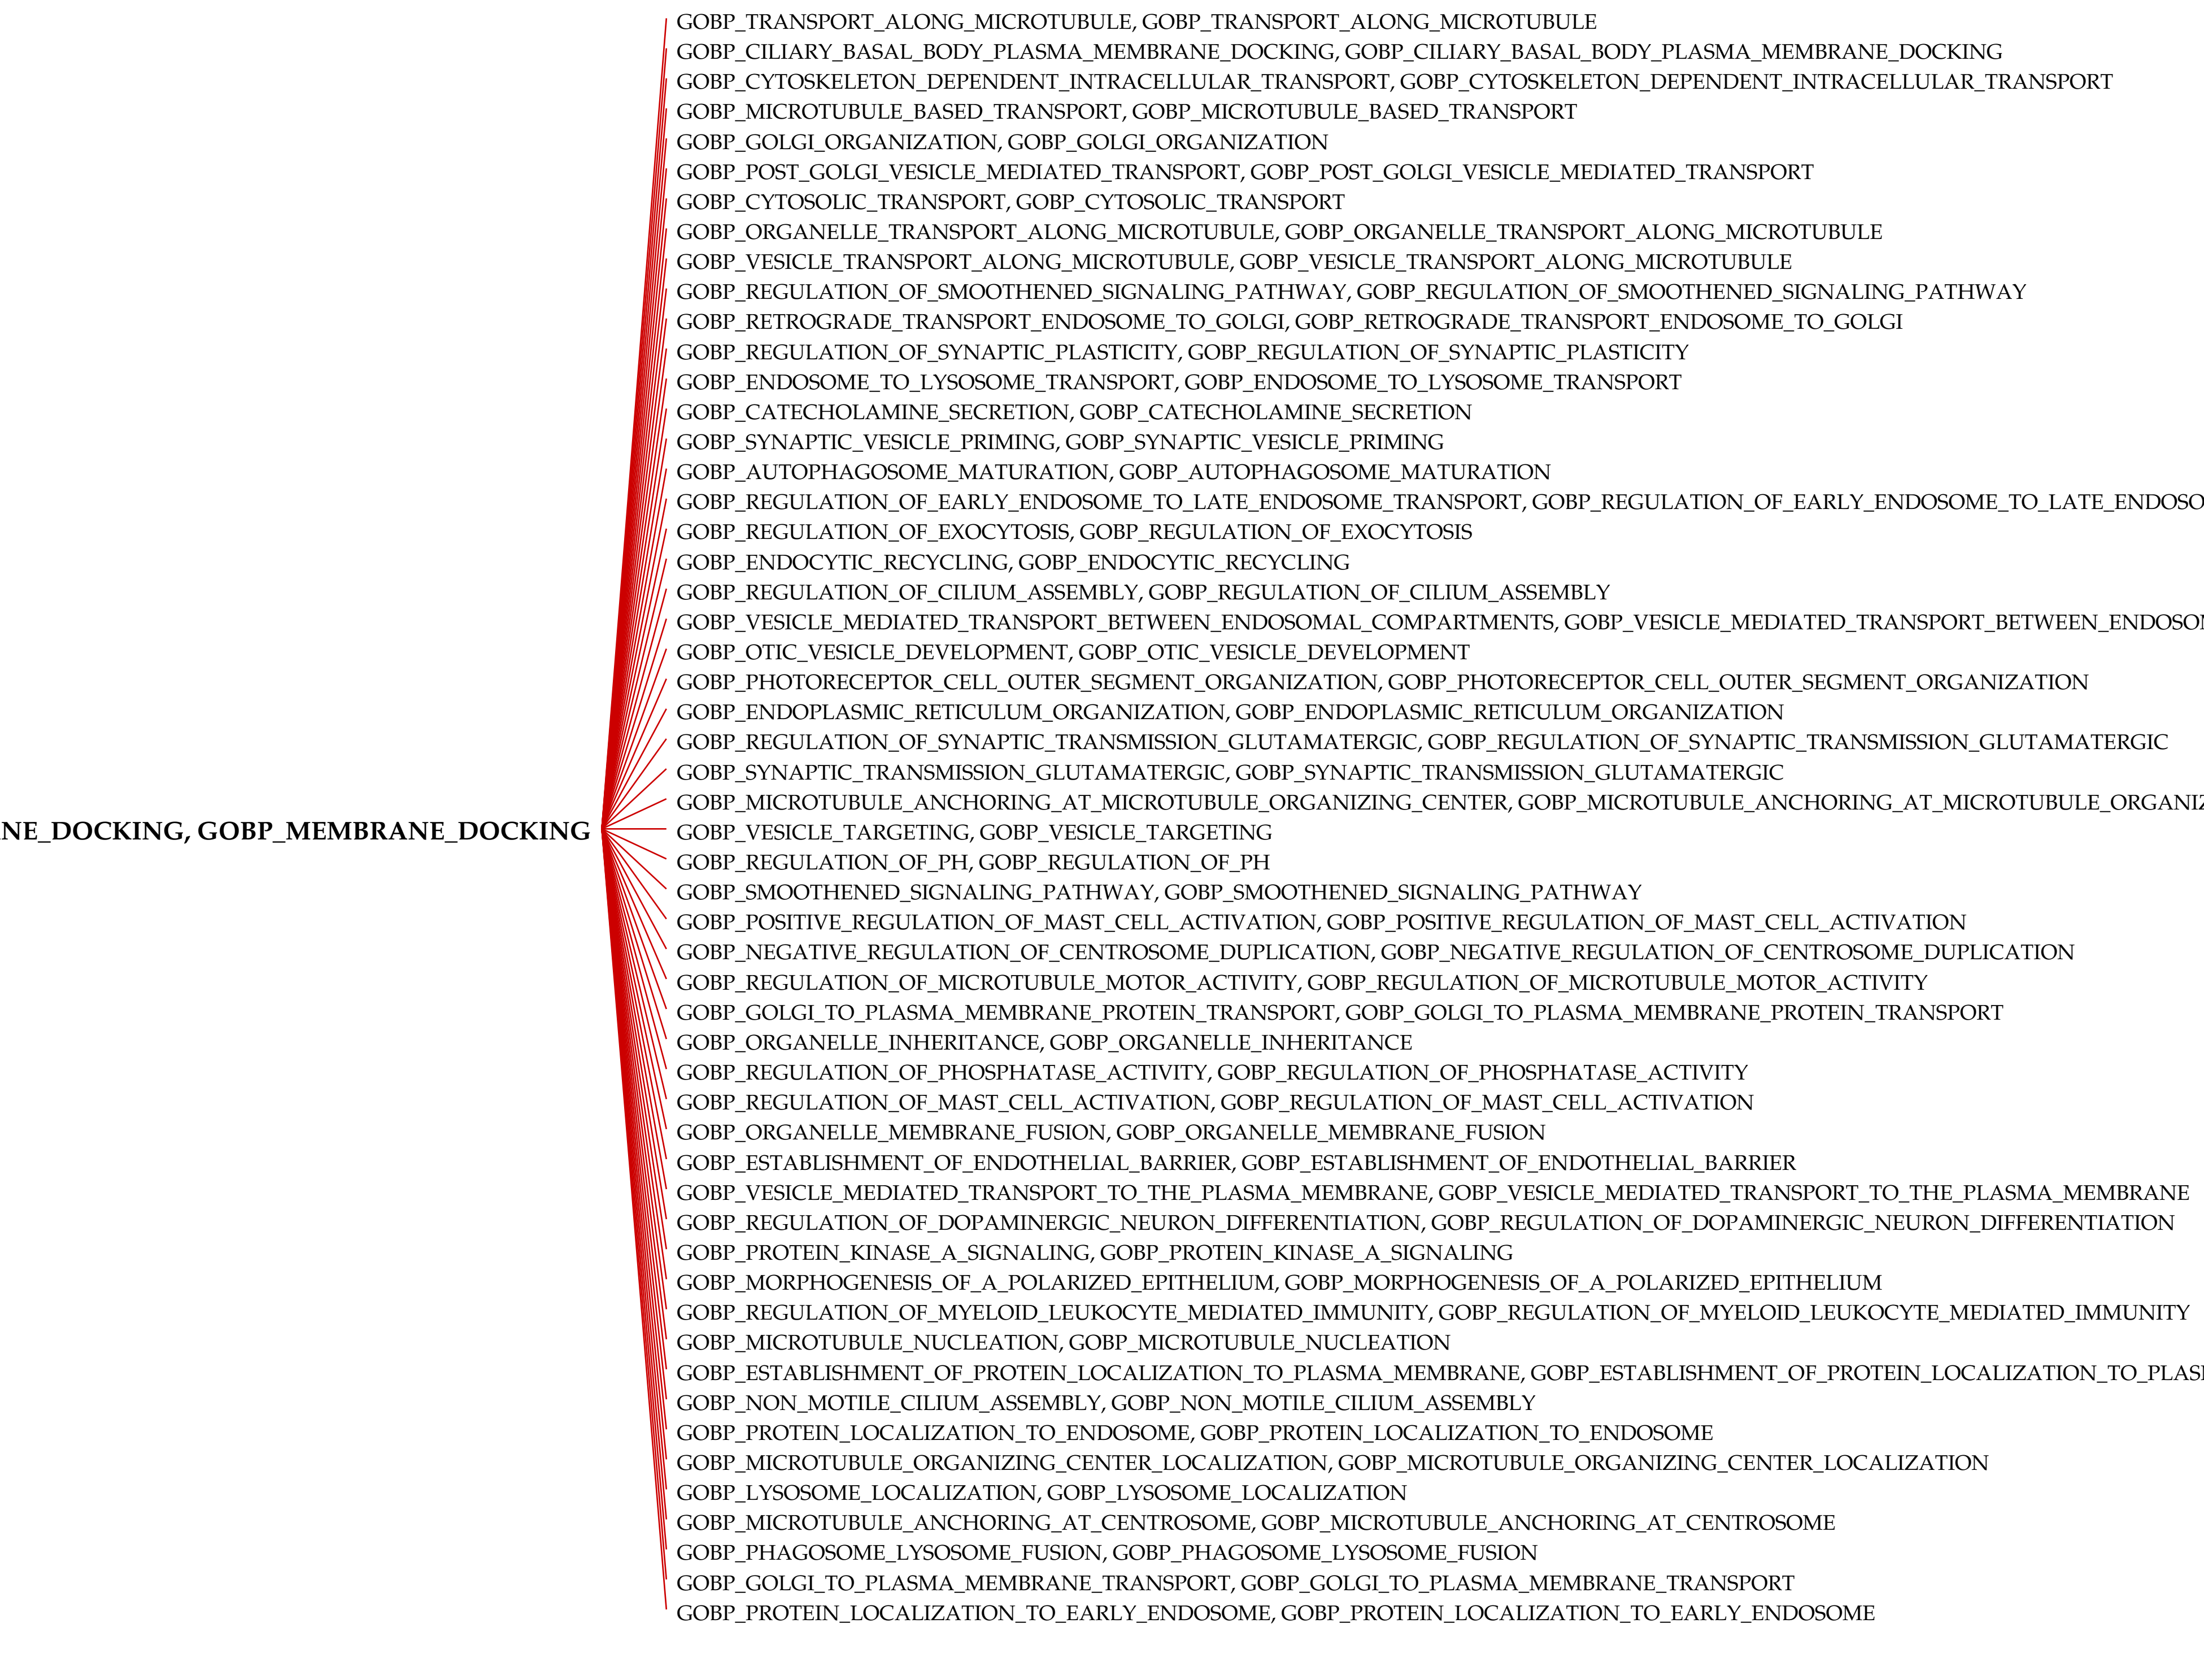 GOBP_TRANSPORT_ALONG_MICROTUBULE, GOBP_TRANSPORT_ALONG_MICROTUBULE
GOBP_CILIARY_BASAL_BODY_PLASMA_MEMBRANE_DOCKING, GOBP_CILIARY_BASAL_BODY_PLASMA_MEMBRANE_DOCKING
GOBP_CYTOSKELETON_DEPENDENT_INTRACELLULAR_TRANSPORT, GOBP_CYTOSKELETON_DEPENDENT_INTRACELLULAR_TRANSPORT
GOBP_MICROTUBULE_BASED_TRANSPORT, GOBP_MICROTUBULE_BASED_TRANSPORT
GOBP_GOLGI_ORGANIZATION, GOBP_GOLGI_ORGANIZATION
GOBP_POST_GOLGI_VESICLE_MEDIATED_TRANSPORT, GOBP_POST_GOLGI_VESICLE_MEDIATED_TRANSPORT
GOBP_CYTOSOLIC_TRANSPORT, GOBP_CYTOSOLIC_TRANSPORT
GOBP_ORGANELLE_TRANSPORT_ALONG_MICROTUBULE, GOBP_ORGANELLE_TRANSPORT_ALONG_MICROTUBULE
GOBP_VESICLE_TRANSPORT_ALONG_MICROTUBULE, GOBP_VESICLE_TRANSPORT_ALONG_MICROTUBULE
GOBP_REGULATION_OF_SMOOTHENED_SIGNALING_PATHWAY, GOBP_REGULATION_OF_SMOOTHENED_SIGNALING_PATHWAY
GOBP_RETROGRADE_TRANSPORT_ENDOSOME_TO_GOLGI, GOBP_RETROGRADE_TRANSPORT_ENDOSOME_TO_GOLGI
GOBP_REGULATION_OF_SYNAPTIC_PLASTICITY, GOBP_REGULATION_OF_SYNAPTIC_PLASTICITY
GOBP_ENDOSOME_TO_LYSOSOME_TRANSPORT, GOBP_ENDOSOME_TO_LYSOSOME_TRANSPORT
GOBP_CATECHOLAMINE_SECRETION, GOBP_CATECHOLAMINE_SECRETION
GOBP_SYNAPTIC_VESICLE_PRIMING, GOBP_SYNAPTIC_VESICLE_PRIMING
GOBP_AUTOPHAGOSOME_MATURATION, GOBP_AUTOPHAGOSOME_MATURATION
GOBP_REGULATION_OF_EARLY_ENDOSOME_TO_LATE_ENDOSOME_TRANSPORT, GOBP_REGULATION_OF_EARLY_ENDOSOME_TO_LATE_ENDOSO
GOBP_REGULATION_OF_EXOCYTOSIS, GOBP_REGULATION_OF_EXOCYTOSIS
GOBP_ENDOCYTIC_RECYCLING, GOBP_ENDOCYTIC_RECYCLING
GOBP_REGULATION_OF_CILIUM_ASSEMBLY, GOBP_REGULATION_OF_CILIUM_ASSEMBLY
GOBP_VESICLE_MEDIATED_TRANSPORT_BETWEEN_ENDOSOMAL_COMPARTMENTS, GOBP_VESICLE_MEDIATED_TRANSPORT_BETWEEN_ENDOSOM
GOBP_OTIC_VESICLE_DEVELOPMENT, GOBP_OTIC_VESICLE_DEVELOPMENT
GOBP_PHOTORECEPTOR_CELL_OUTER_SEGMENT_ORGANIZATION, GOBP_PHOTORECEPTOR_CELL_OUTER_SEGMENT_ORGANIZATION
GOBP_ENDOPLASMIC_RETICULUM_ORGANIZATION, GOBP_ENDOPLASMIC_RETICULUM_ORGANIZATION
GOBP_REGULATION_OF_SYNAPTIC_TRANSMISSION_GLUTAMATERGIC, GOBP_REGULATION_OF_SYNAPTIC_TRANSMISSION_GLUTAMATERGIC
GOBP_SYNAPTIC_TRANSMISSION_GLUTAMATERGIC, GOBP_SYNAPTIC_TRANSMISSION_GLUTAMATERGIC
GOBP_MICROTUBULE_ANCHORING_AT_MICROTUBULE_ORGANIZING_CENTER, GOBP_MICROTUBULE_ANCHORING_AT_MICROTUBULE_ORGANIZ
NE_DOCKING, GOBP_MEMBRANE_DOCKING
GOBP_VESICLE_TARGETING, GOBP_VESICLE_TARGETING
GOBP_REGULATION_OF_PH, GOBP_REGULATION_OF_PH
GOBP_SMOOTHENED_SIGNALING_PATHWAY, GOBP_SMOOTHENED_SIGNALING_PATHWAY
GOBP_POSITIVE_REGULATION_OF_MAST_CELL_ACTIVATION, GOBP_POSITIVE_REGULATION_OF_MAST_CELL_ACTIVATION
GOBP_NEGATIVE_REGULATION_OF_CENTROSOME_DUPLICATION, GOBP_NEGATIVE_REGULATION_OF_CENTROSOME_DUPLICATION
GOBP_REGULATION_OF_MICROTUBULE_MOTOR_ACTIVITY, GOBP_REGULATION_OF_MICROTUBULE_MOTOR_ACTIVITY
GOBP_GOLGI_TO_PLASMA_MEMBRANE_PROTEIN_TRANSPORT, GOBP_GOLGI_TO_PLASMA_MEMBRANE_PROTEIN_TRANSPORT
GOBP_ORGANELLE_INHERITANCE, GOBP_ORGANELLE_INHERITANCE
GOBP_REGULATION_OF_PHOSPHATASE_ACTIVITY, GOBP_REGULATION_OF_PHOSPHATASE_ACTIVITY
GOBP_REGULATION_OF_MAST_CELL_ACTIVATION, GOBP_REGULATION_OF_MAST_CELL_ACTIVATION
GOBP_ORGANELLE_MEMBRANE_FUSION, GOBP_ORGANELLE_MEMBRANE_FUSION
GOBP_ESTABLISHMENT_OF_ENDOTHELIAL_BARRIER, GOBP_ESTABLISHMENT_OF_ENDOTHELIAL_BARRIER
GOBP_VESICLE_MEDIATED_TRANSPORT_TO_THE_PLASMA_MEMBRANE, GOBP_VESICLE_MEDIATED_TRANSPORT_TO_THE_PLASMA_MEMBRANE
GOBP_REGULATION_OF_DOPAMINERGIC_NEURON_DIFFERENTIATION, GOBP_REGULATION_OF_DOPAMINERGIC_NEURON_DIFFERENTIATION
GOBP_PROTEIN_KINASE_A_SIGNALING, GOBP_PROTEIN_KINASE_A_SIGNALING
GOBP_MORPHOGENESIS_OF_A_POLARIZED_EPITHELIUM, GOBP_MORPHOGENESIS_OF_A_POLARIZED_EPITHELIUM
GOBP_REGULATION_OF_MYELOID_LEUKOCYTE_MEDIATED_IMMUNITY, GOBP_REGULATION_OF_MYELOID_LEUKOCYTE_MEDIATED_IMMUNITY
GOBP_MICROTUBULE_NUCLEATION, GOBP_MICROTUBULE_NUCLEATION
GOBP_ESTABLISHMENT_OF_PROTEIN_LOCALIZATION_TO_PLASMA_MEMBRANE, GOBP_ESTABLISHMENT_OF_PROTEIN_LOCALIZATION_TO_PLAS
GOBP_NON_MOTILE_CILIUM_ASSEMBLY, GOBP_NON_MOTILE_CILIUM_ASSEMBLY
GOBP_PROTEIN_LOCALIZATION_TO_ENDOSOME, GOBP_PROTEIN_LOCALIZATION_TO_ENDOSOME
GOBP_MICROTUBULE_ORGANIZING_CENTER_LOCALIZATION, GOBP_MICROTUBULE_ORGANIZING_CENTER_LOCALIZATION
GOBP_LYSOSOME_LOCALIZATION, GOBP_LYSOSOME_LOCALIZATION
GOBP_MICROTUBULE_ANCHORING_AT_CENTROSOME, GOBP_MICROTUBULE_ANCHORING_AT_CENTROSOME
GOBP_PHAGOSOME_LYSOSOME_FUSION, GOBP_PHAGOSOME_LYSOSOME_FUSION
GOBP_GOLGI_TO_PLASMA_MEMBRANE_TRANSPORT, GOBP_GOLGI_TO_PLASMA_MEMBRANE_TRANSPORT
GOBP_PROTEIN_LOCALIZATION_TO_EARLY_ENDOSOME, GOBP_PROTEIN_LOCALIZATION_TO_EARLY_ENDOSOME